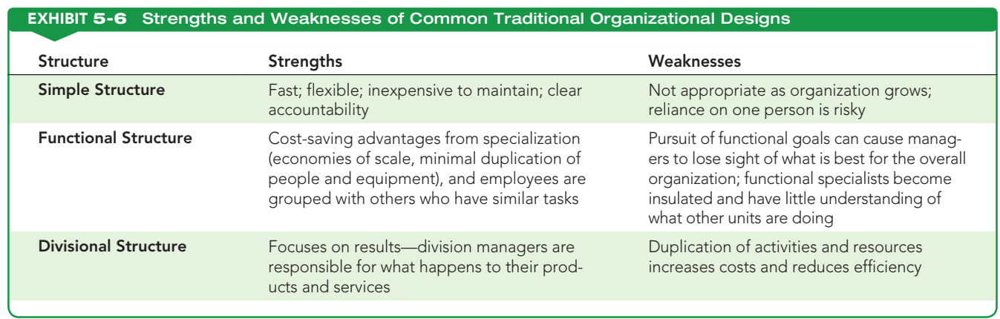 EXHIBIT 5-6 Strengths and Weaknesses of Common Traditional Organizational Designs
Structure Strengths Weaknesses
Simple Structure
Fast; flexible; inexpensive to maintain; clear
accountability
Not appropriate as organization grows;
reliance on one person is risky
Functional Structure
Cost-saving advantages from specialization
(economies of scale, minimal duplication of
people and equipment), and employees are
grouped with others who have similar tasks
Pursuit of functional goals can cause manag-
ers to lose sight of what is best for the overall
organization; functional specialists become
insulated and have little understanding of
what other units are doing
Divisional Structure
Focuses on results—division managers are
responsible for what happens to their prod-
ucts and services
Duplication of activities and resources
increases costs and reduces efficiency